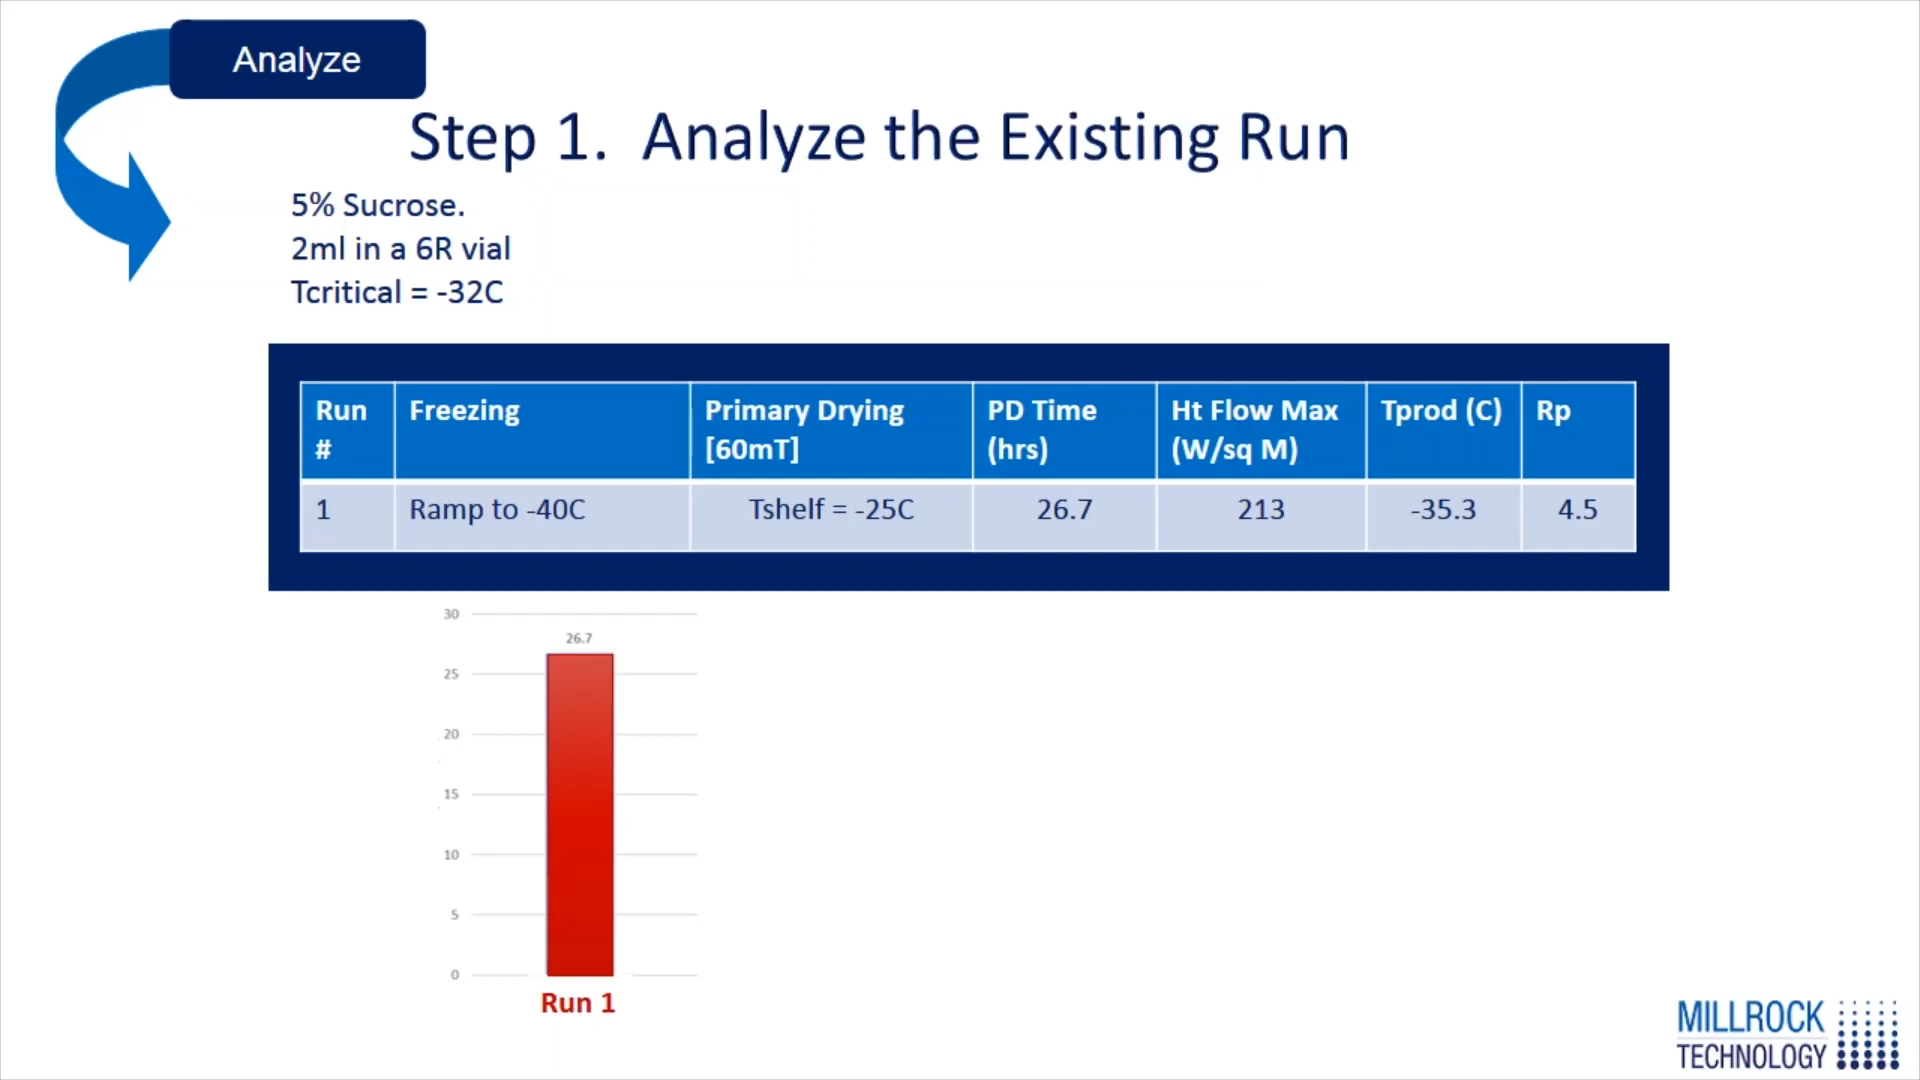 Analyze
Step 1.  Analyze the Existing Run
5% Sucrose.
2ml in a 6R vial
Tcritical = -32C
Run # Freezing Primary Drying [60mT] PD Time (hrs) Ht Flow Max (W/sq M) Tprod (C) Rp
1 Ramp to -40C Tshelf = -25C 26.7 213 -35.3 4.5
30
26.7
25
20
15
10
5
0
Run 1
MILLROCK
TECHNOLOGY